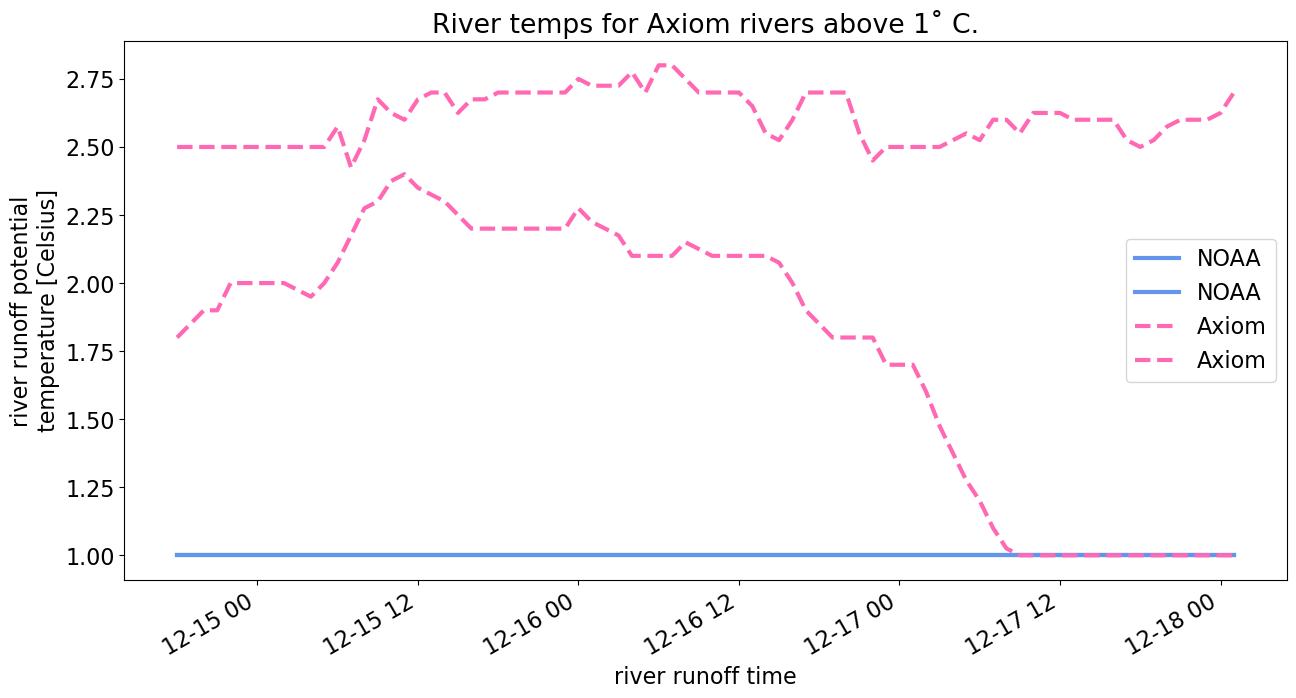 River temps for Axiom rivers above 1˚ C.
river runoff potential
temperature [Celsius]
2.75
2.50
2.25
2.00
1.75
1.50
1.25
1.00
NOAA
NOAA
Axiom
Axiom
12-15 00
12-15 12
12-16 00
12-16 12
12-17 00
12-17 12
12-18 00
river runoff time